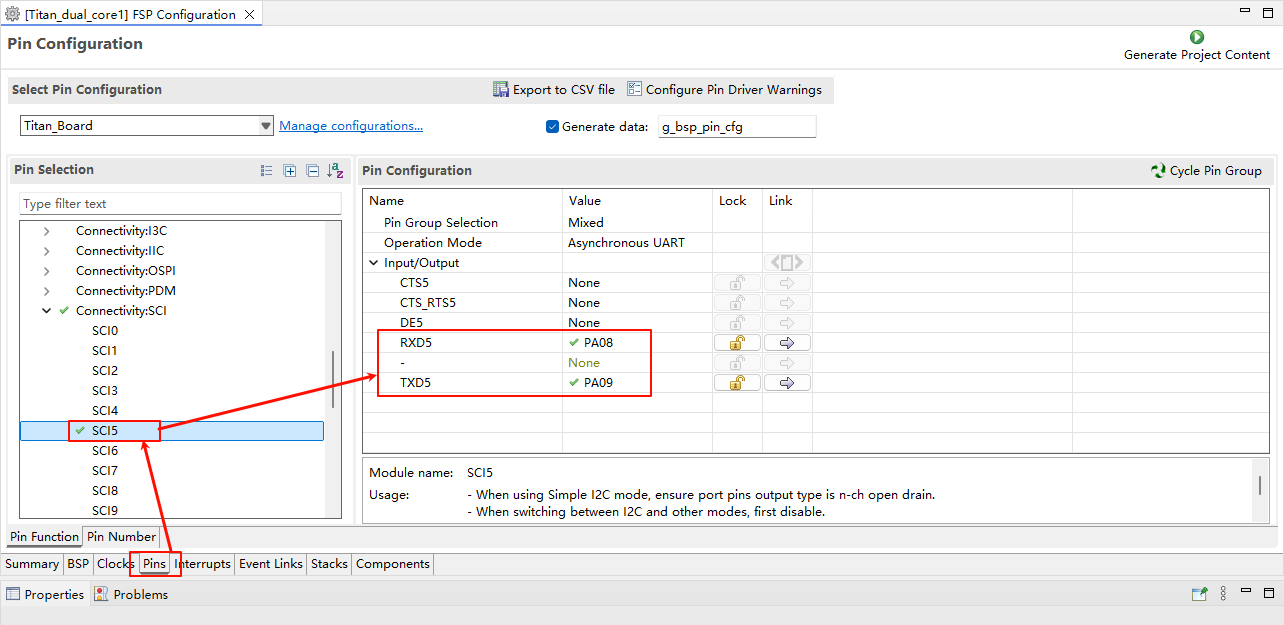 [Titan_dual_core1] FSP Configuration
Pin Configuration
Generate Project Content
Select Pin Configuration
Export to CSV file
Configure Pin Driver Warnings
Titan_Board
Manage configurations...
Generate data:
g_bsp_pin_cfg
Pin Selection
Type filter text
Connectivity:I3C
Connectivity:IIC
Connectivity:OSPI
Connectivity:PDM
Connectivity:SCI
SCI0
SCI1
SCI2
SCI3
SCI4
SCI5
SCI6
SCI7
SCI8
SCI9
Pin Configuration
Cycle Pin Group
Name Value Lock Link
Pin Group Selection Mixed
Operation Mode Asynchronous UART
Input/Output
CTS5 None
CTS_RTS5 None
DE5 None
RXD5 PA08
- None
TXD5 PA09
Module name: SCI5
Usage: - When using Simple I2C mode, ensure port pins output type is n-ch open drain.
- When switching between I2C and other modes, first disable.
Pin Function Pin Number
Summary BSP Clocks Pins Interrupts Event Links Stacks Components
Properties Problems